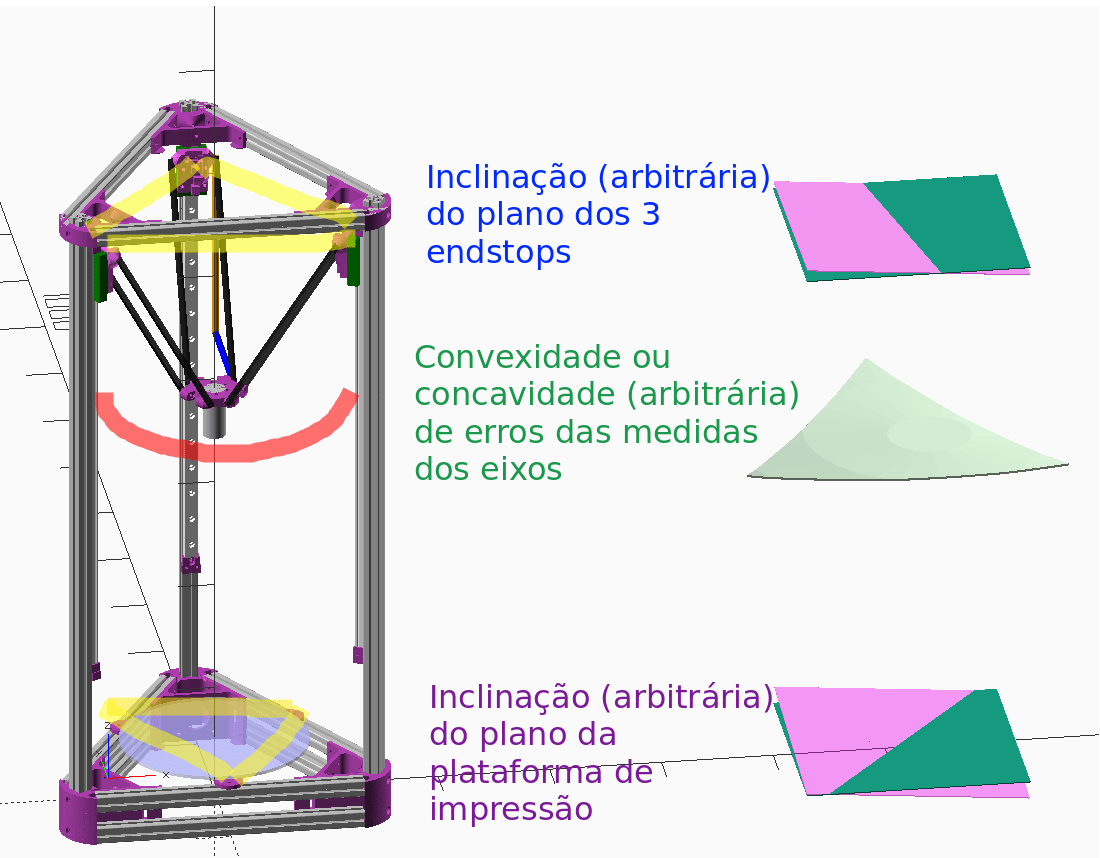 Inclinação (arbitrária)
do plano dos 3
endstops
Convexidade ou
concavidade (arbitrária)
de erros das medidas
dos eixos
Inclinação (arbitrária)
do plano da
plataforma de
impressão
z
x